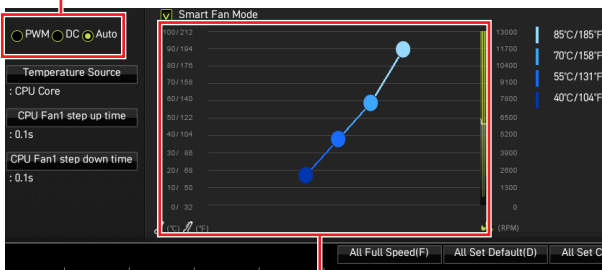 Smart Fan Mode
PWM DC Auto
Temperature Source
: CPU Core
CPU Fan1 step up time
: 0.1s
CPU Fan1 step down time
: 0.1s
100/212 13000
90/194 11700
80/176 10400
70/158 9100
60/140 7800
50/122 6500
40/104 5200
30/ 86 3900
20/ 68 2600
10/ 50 1300
0/ 32 0
(℃) (℉) (RPM)
85℃/185℉
70℃/158℉
55℃/131℉
40℃/104℉
All Full Speed(F) All Set Default(D) All Set C